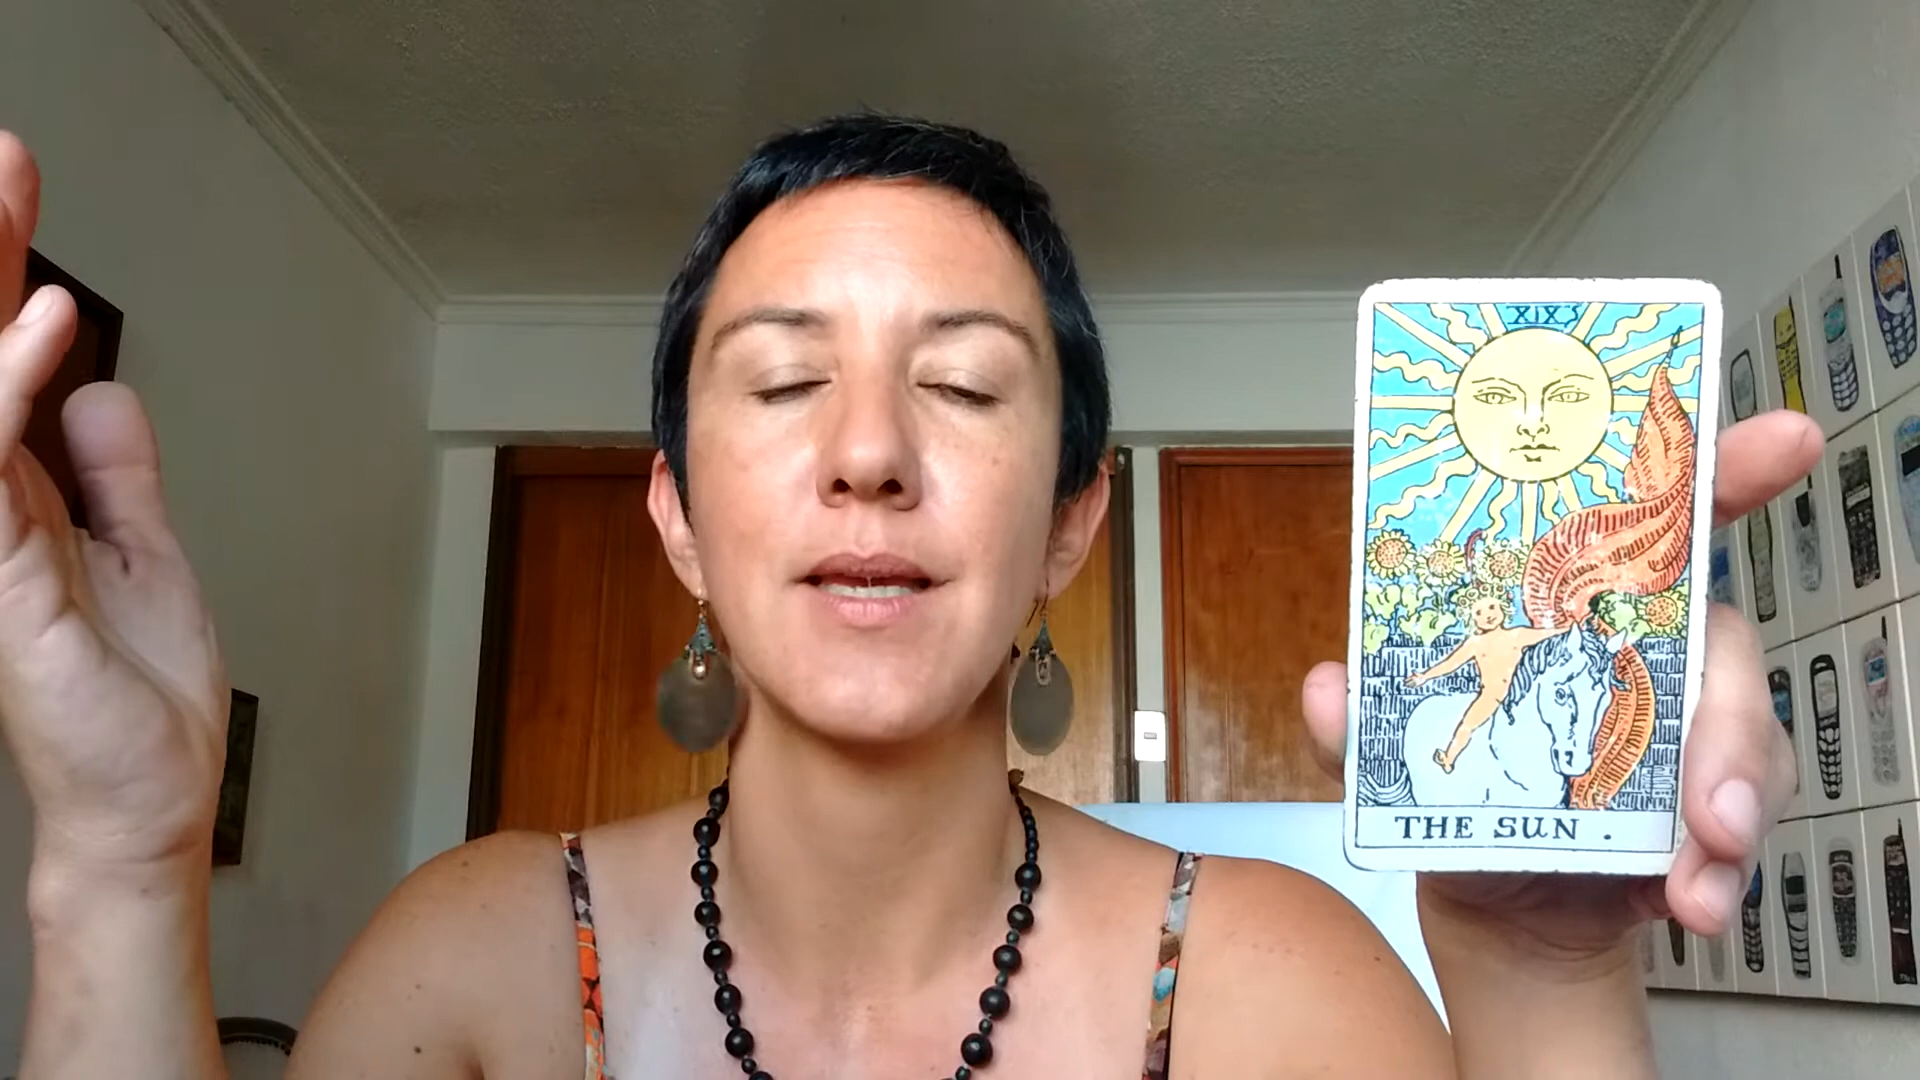 XIX
THE SUN .